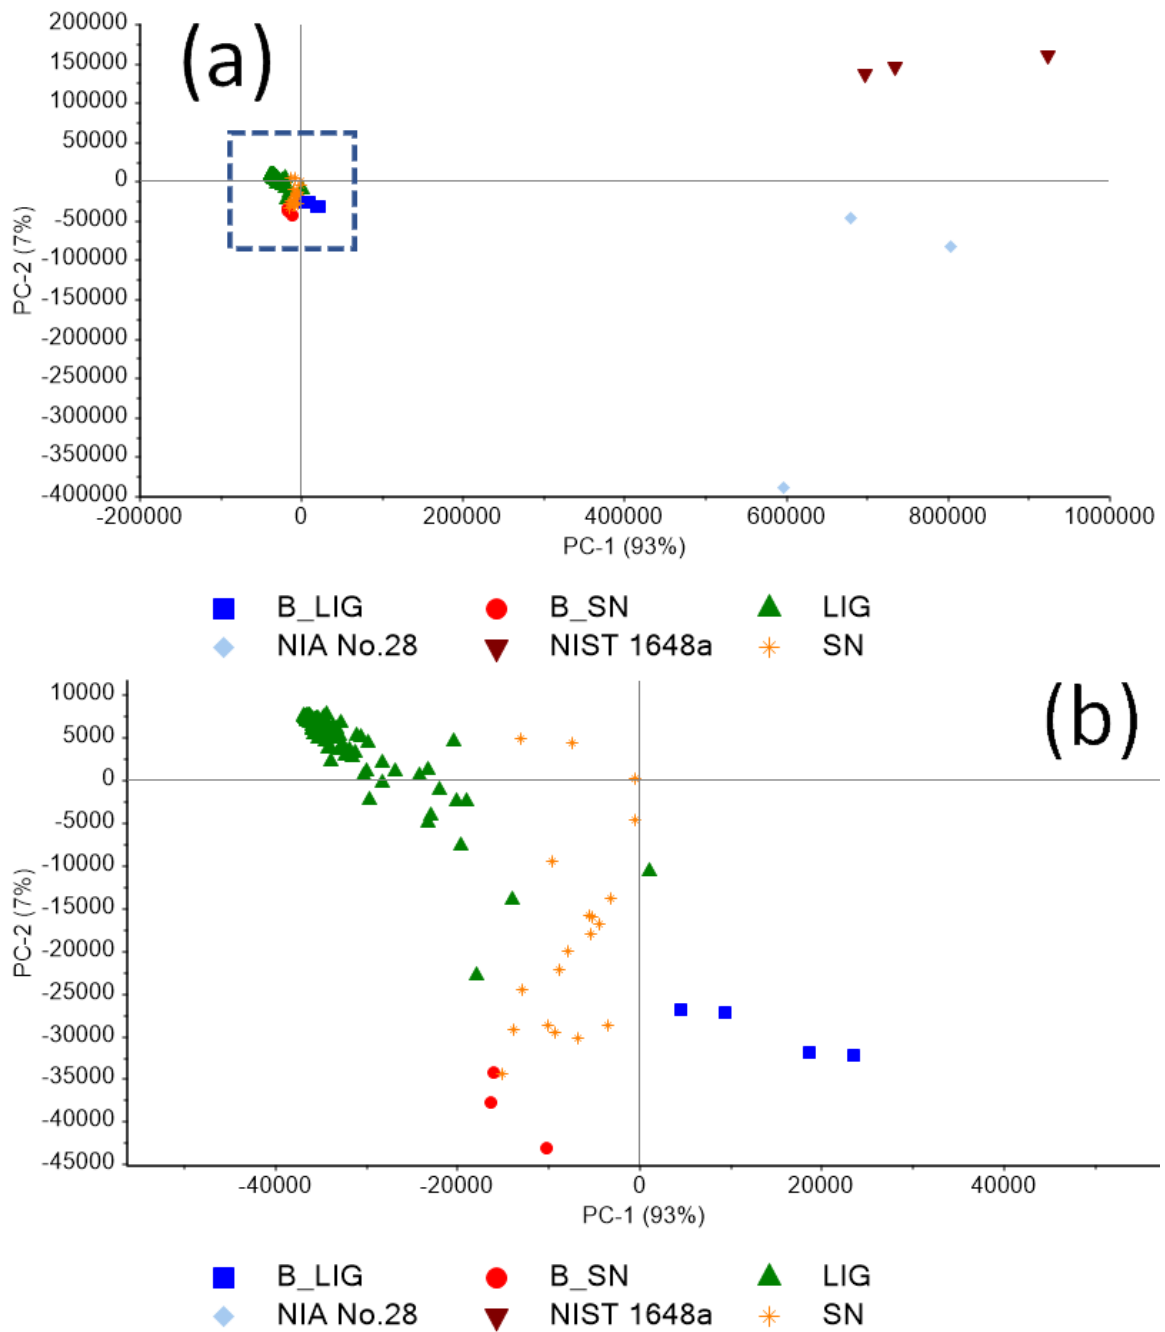 (a)
200000
150000
100000
50000
0
-50000
-100000
-150000
-200000
-250000
-300000
-350000
-400000
PC-2 (7%)
-200000 0 200000 400000 600000 800000 1000000
PC-1 (93%)
B_LIG B_SN LIG
NIA No.28 NIST 1648a SN
(b)
10000
5000
0
-5000
-10000
-15000
-20000
-25000
-30000
-35000
-40000
-45000
PC-2 (7%)
-40000 -20000 0 20000 40000
PC-1 (93%)
B_LIG B_SN LIG
NIA No.28 NIST 1648a SN